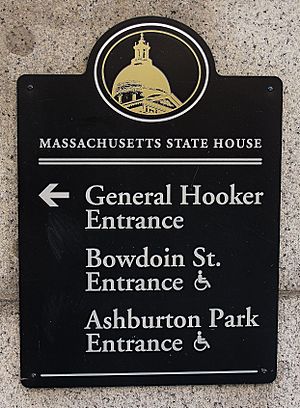 MASSACHUSETTS STATE HOUSE
← General Hooker
Entrance
Bowdoin St.
Entrance ♿
Ashburton Park
Entrance ♿